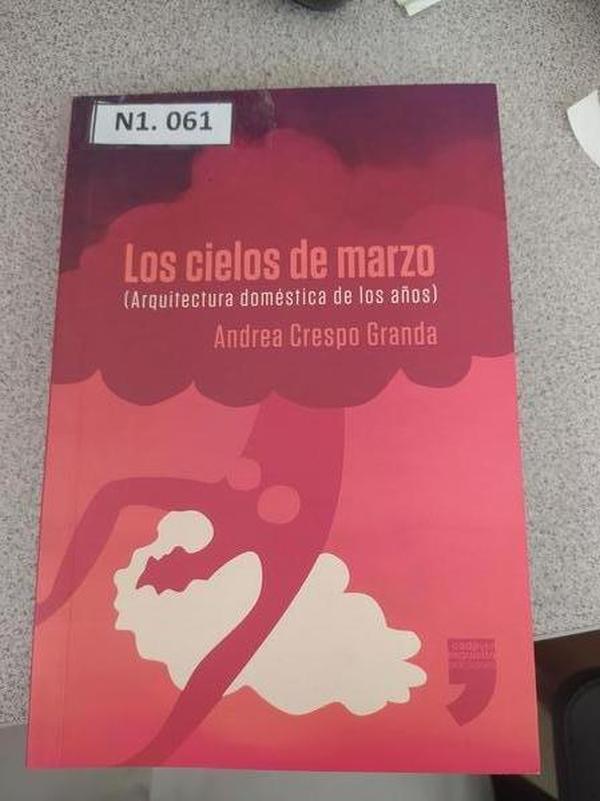 N1. 061
Los cielos de marzo
(Arquitectura doméstica de los años)
Andrea Crespo Granda